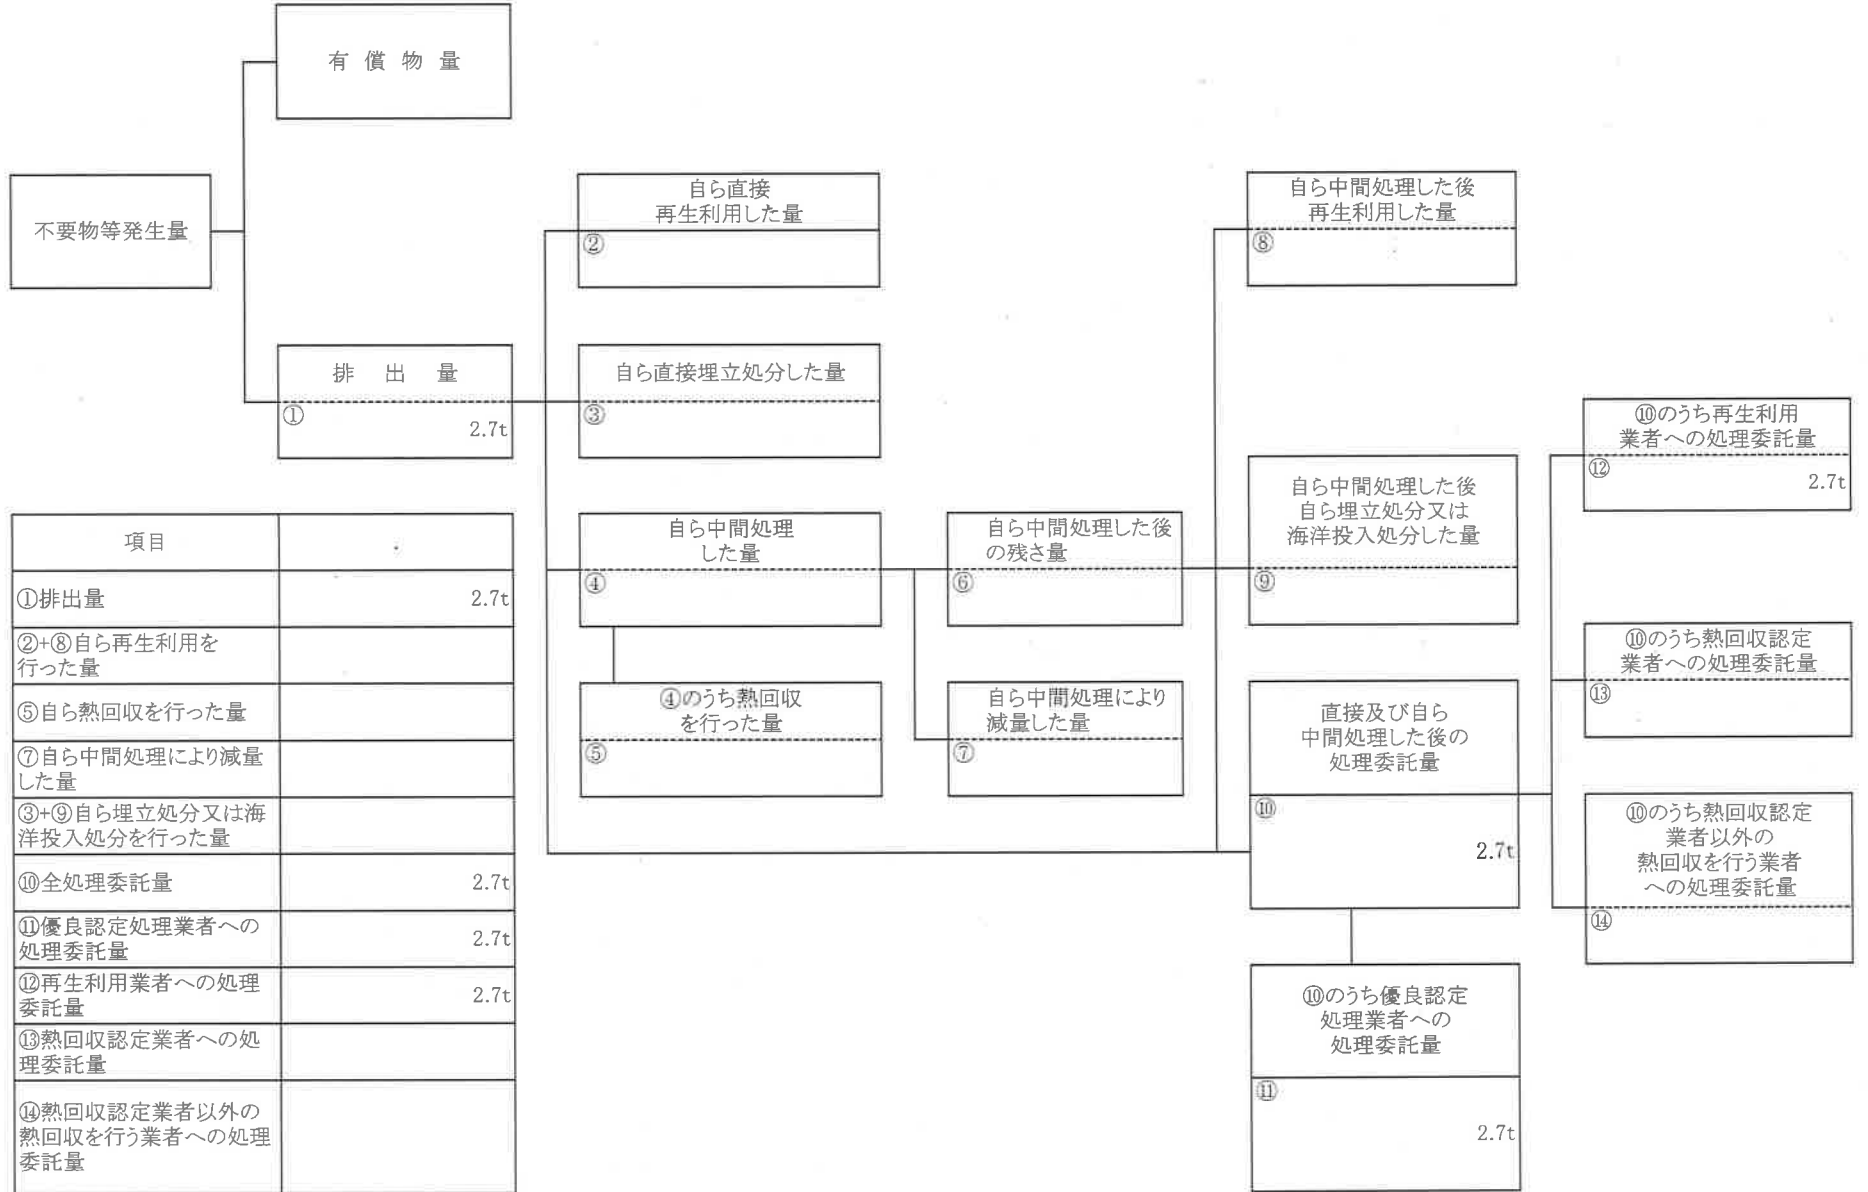 有償物量
不要物等発生量
排出量
①
2.7t
自ら直接
再生利用した量
②
自ら直接埋立処分した量
③
自ら中間処理
した量
④
④のうち熱回収
を行った量
⑤
自ら中間処理した後
の残さ量
⑥
自ら中間処理により
減量した量
⑦
自ら中間処理した後
再生利用した量
⑧
自ら中間処理した後
自ら埋立処分又は
海洋投入処分した量
⑨
直接及び自ら
中間処理した後の
処理委託量
⑩
2.7t
⑩のうち優良認定
処理業者への
処理委託量
⑪
2.7t
⑩のうち再生利用
業者への処理委託量
⑫
2.7t
⑩のうち熱回収認定
業者への処理委託量
⑬
⑩のうち熱回収認定
業者以外の
熱回収を行う業者
への処理委託量
⑭
項目
①排出量 2.7t
②+⑧自ら再生利用を
行った量
⑤自ら熱回収を行った量
⑦自ら中間処理により減量
した量
③+⑨自ら埋立処分又は海
洋投入処分を行った量
⑩全処理委託量 2.7t
⑪優良認定処理業者への
処理委託量 2.7t
⑫再生利用業者への処理
委託量 2.7t
⑬熱回収認定業者への処
理委託量
⑭熱回収認定業者以外の
熱回収を行う業者への処理
委託量